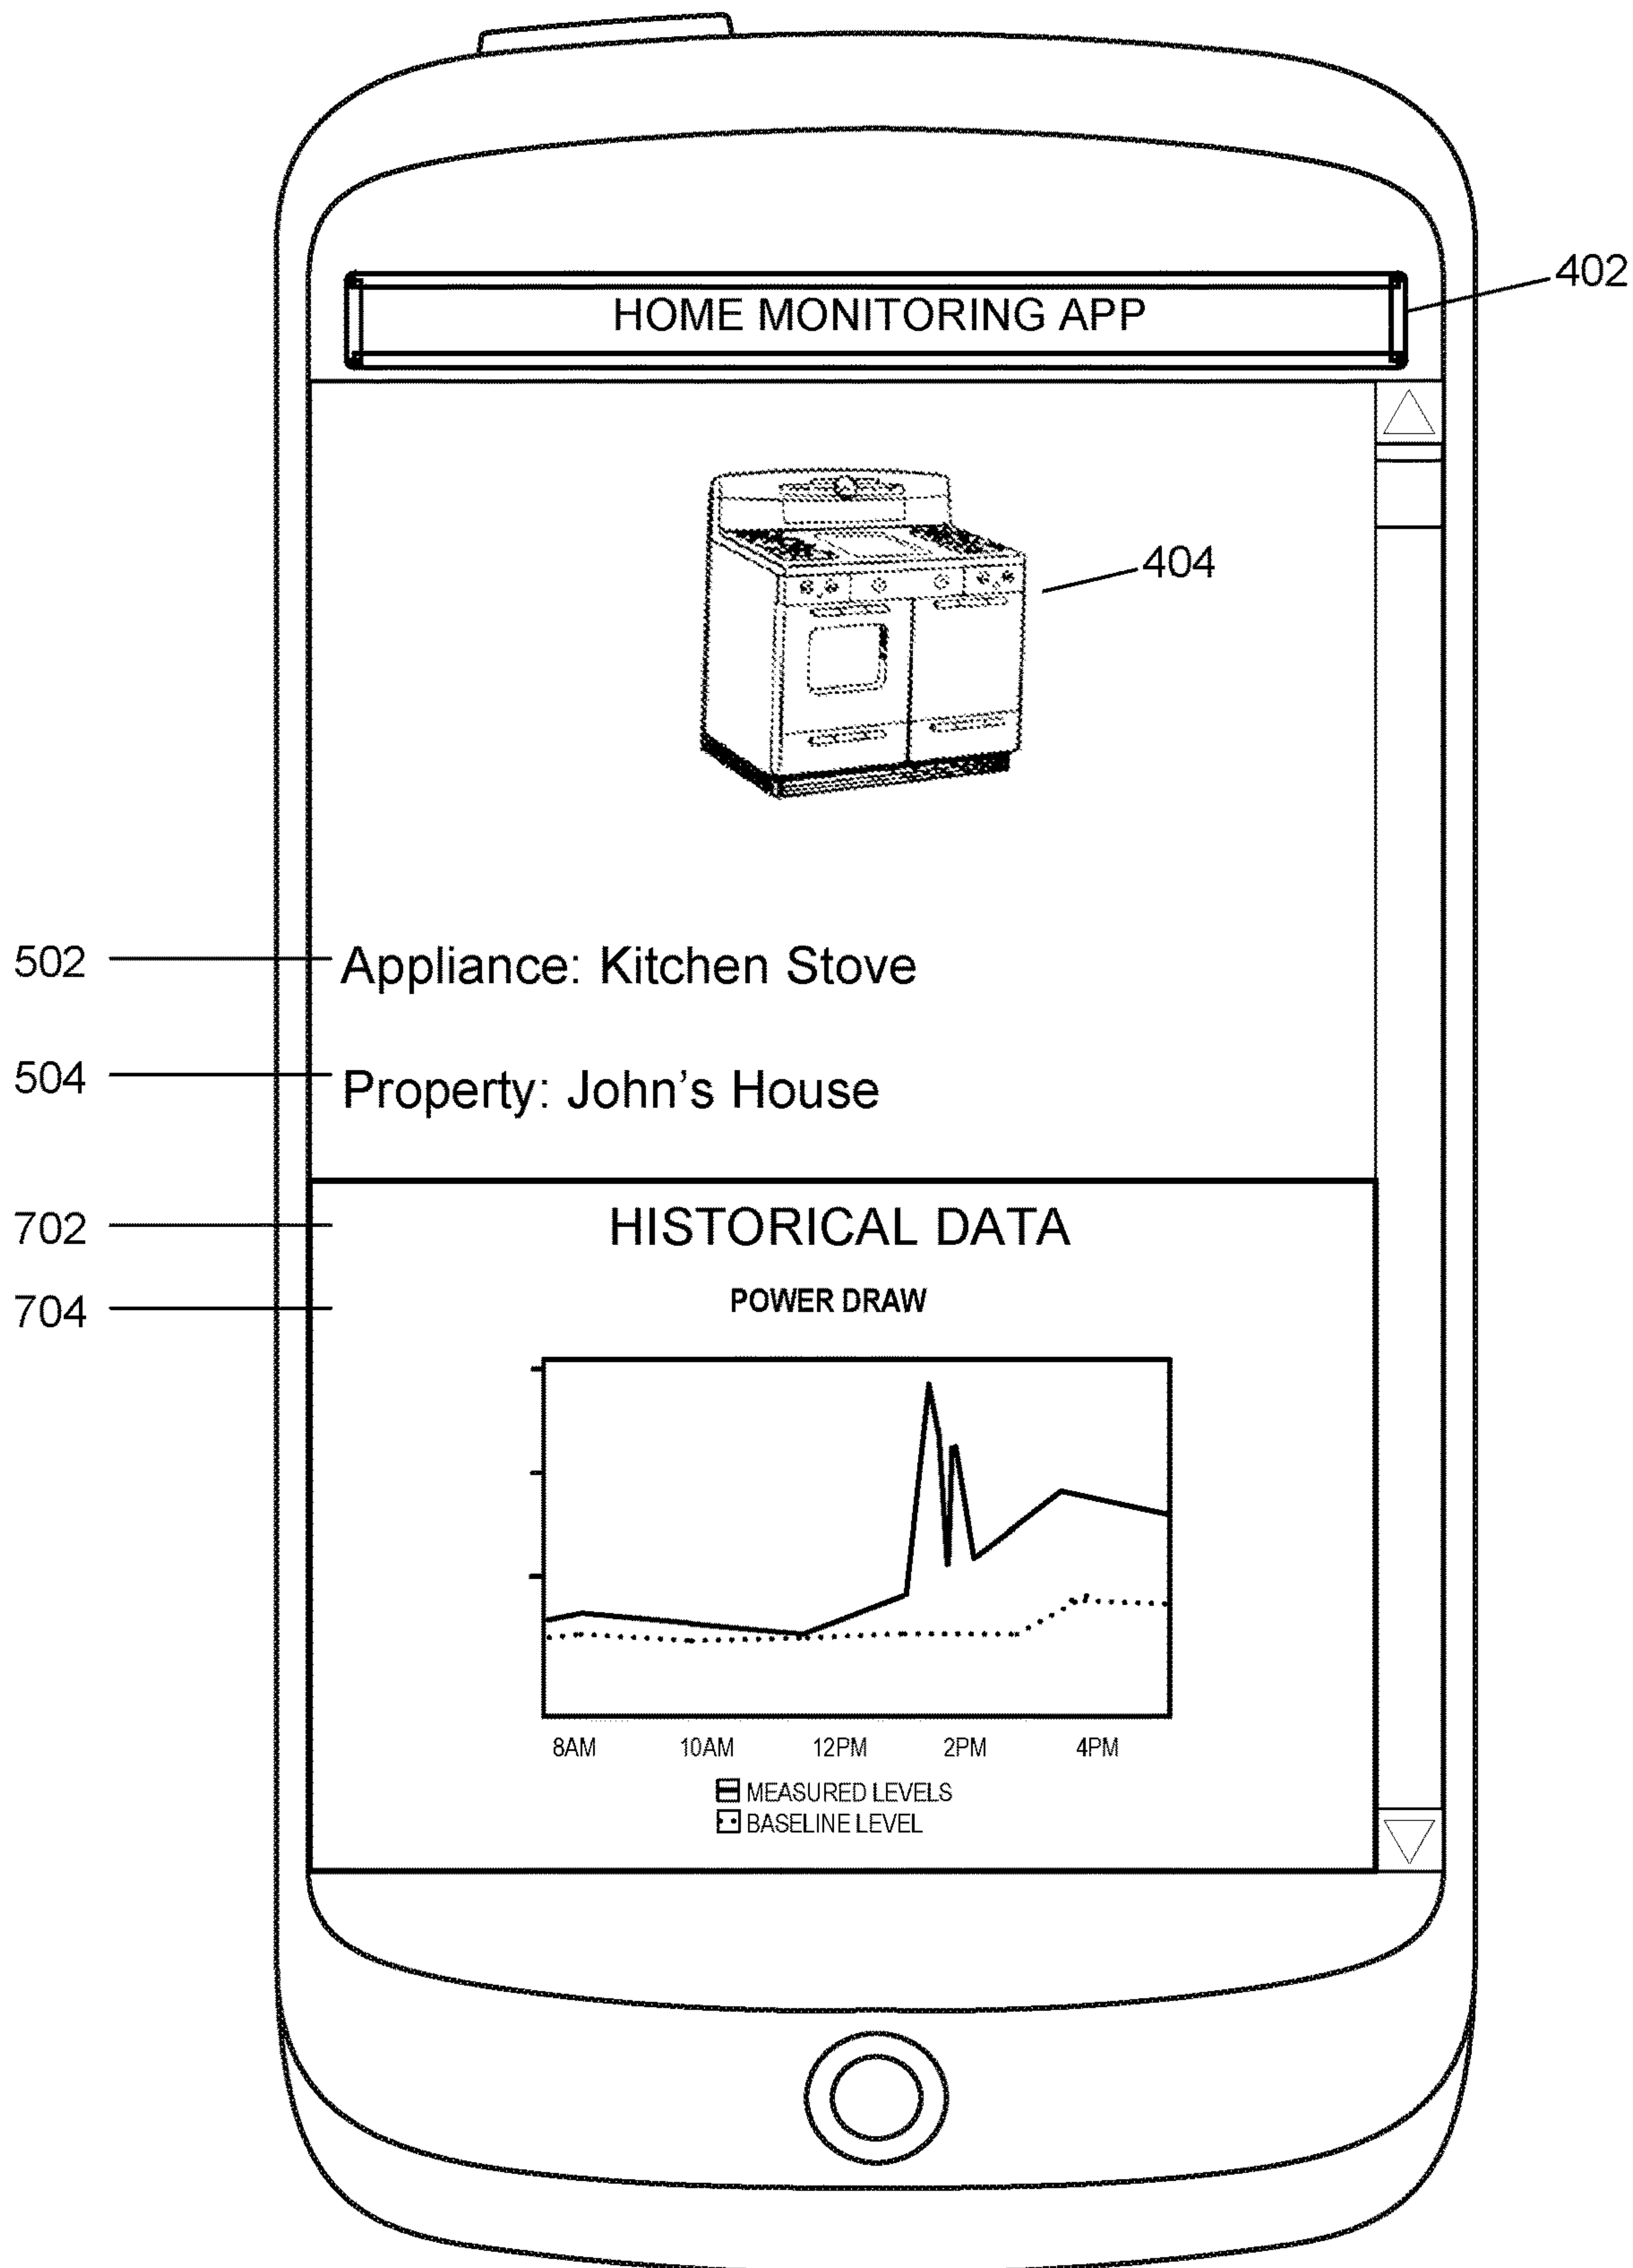 HOME MONITORING APP
402
404
502
Appliance: Kitchen Stove
504
Property: John's House
702
HISTORICAL DATA
704
POWER DRAW
8AM 10AM 12PM 2PM 4PM
MEASURED LEVELS
BASELINE LEVEL